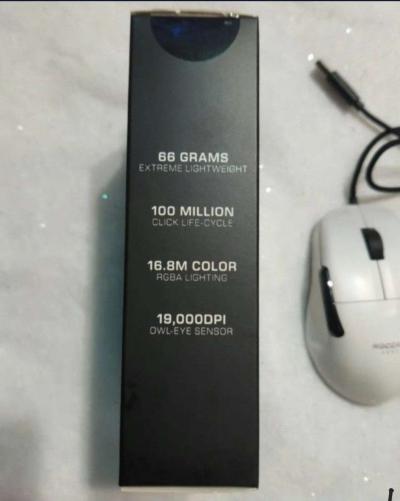 66 GRAMS
EXTREME LIGHTWEIGHT
100 MILLION
CLICK LIFE-CYCLE
16.8M COLOR
RGBA LIGHTING
19,000DPI
OWL-EYE SENSOR